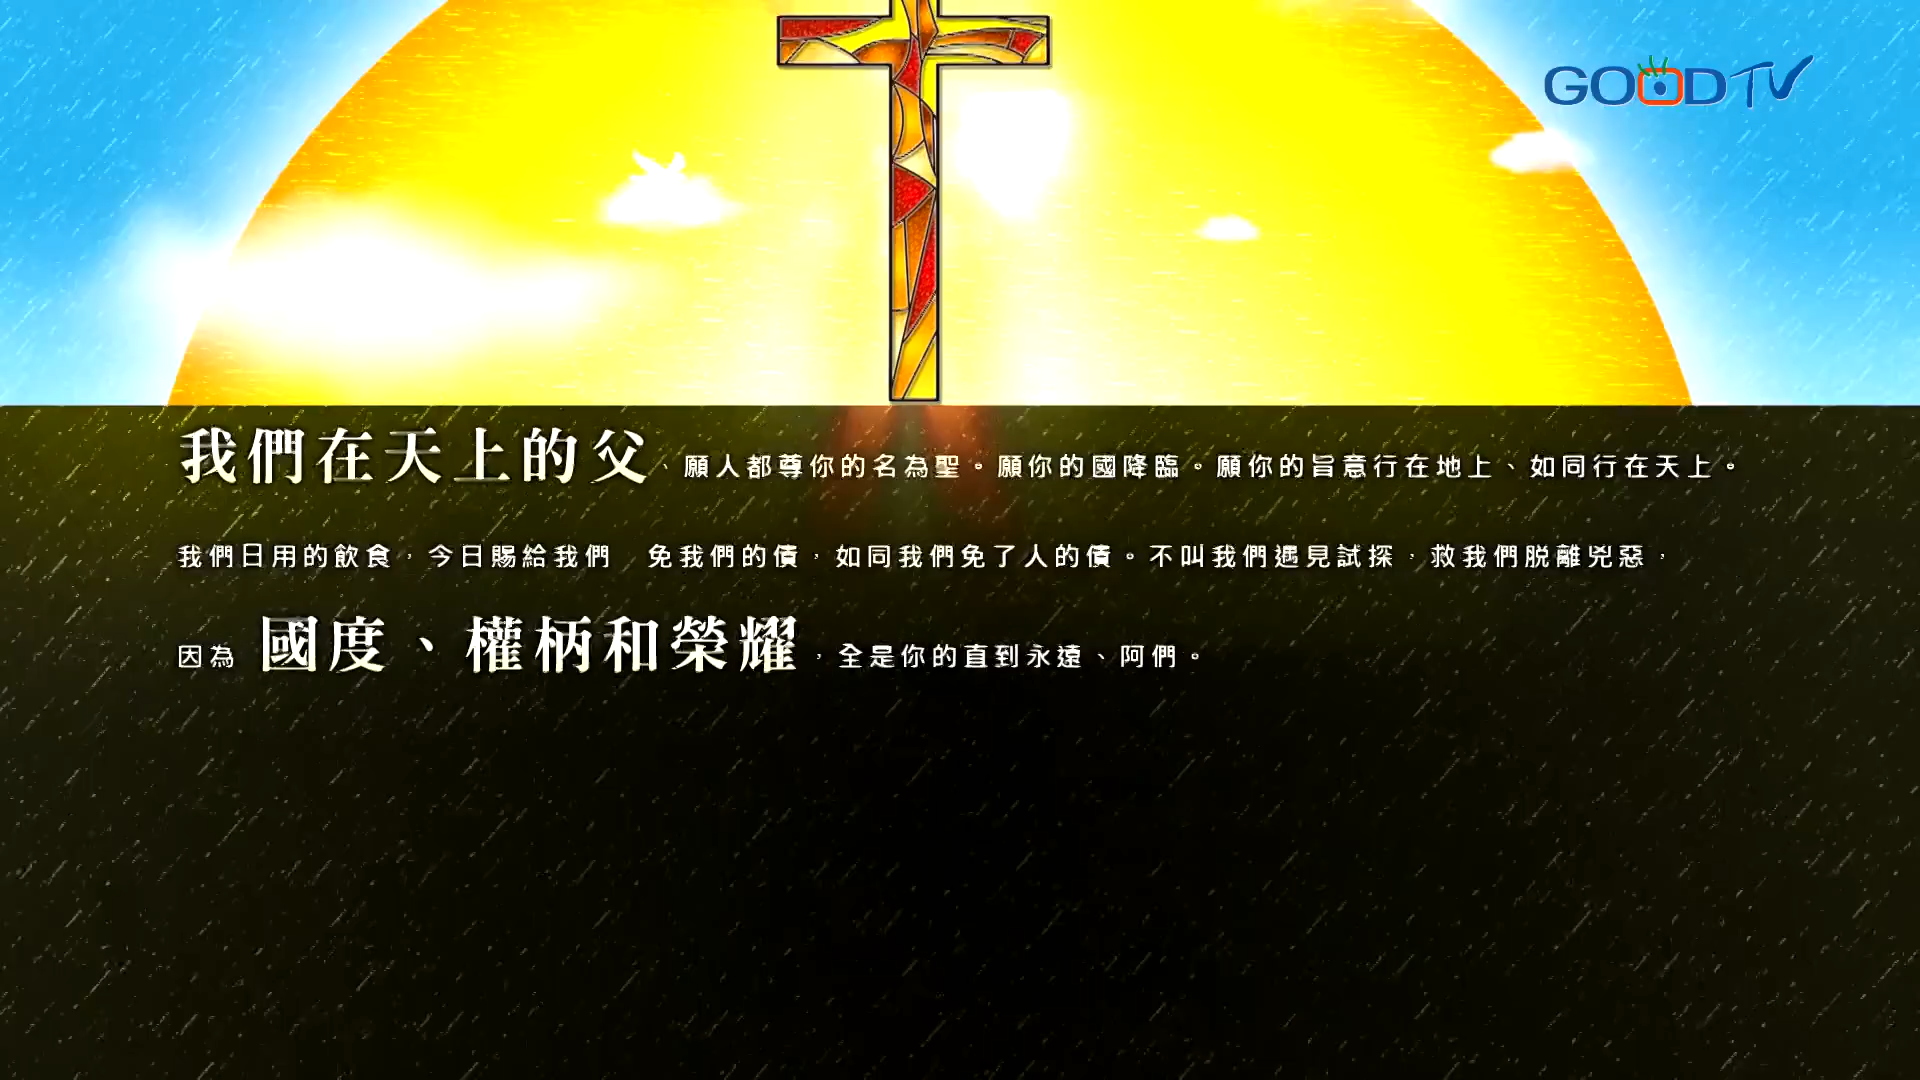 GOOD TV
我們在天上的父、願人都尊你的名為聖。願你的國降臨。願你的旨意行在地上、如同行在天上。
我們日用的飲食，今日賜給我們　免我們的債，如同我們免了人的債。不叫我們遇見試探，救我們脫離兇惡，
因為 國度、權柄和榮耀，全是你的直到永遠、阿們。